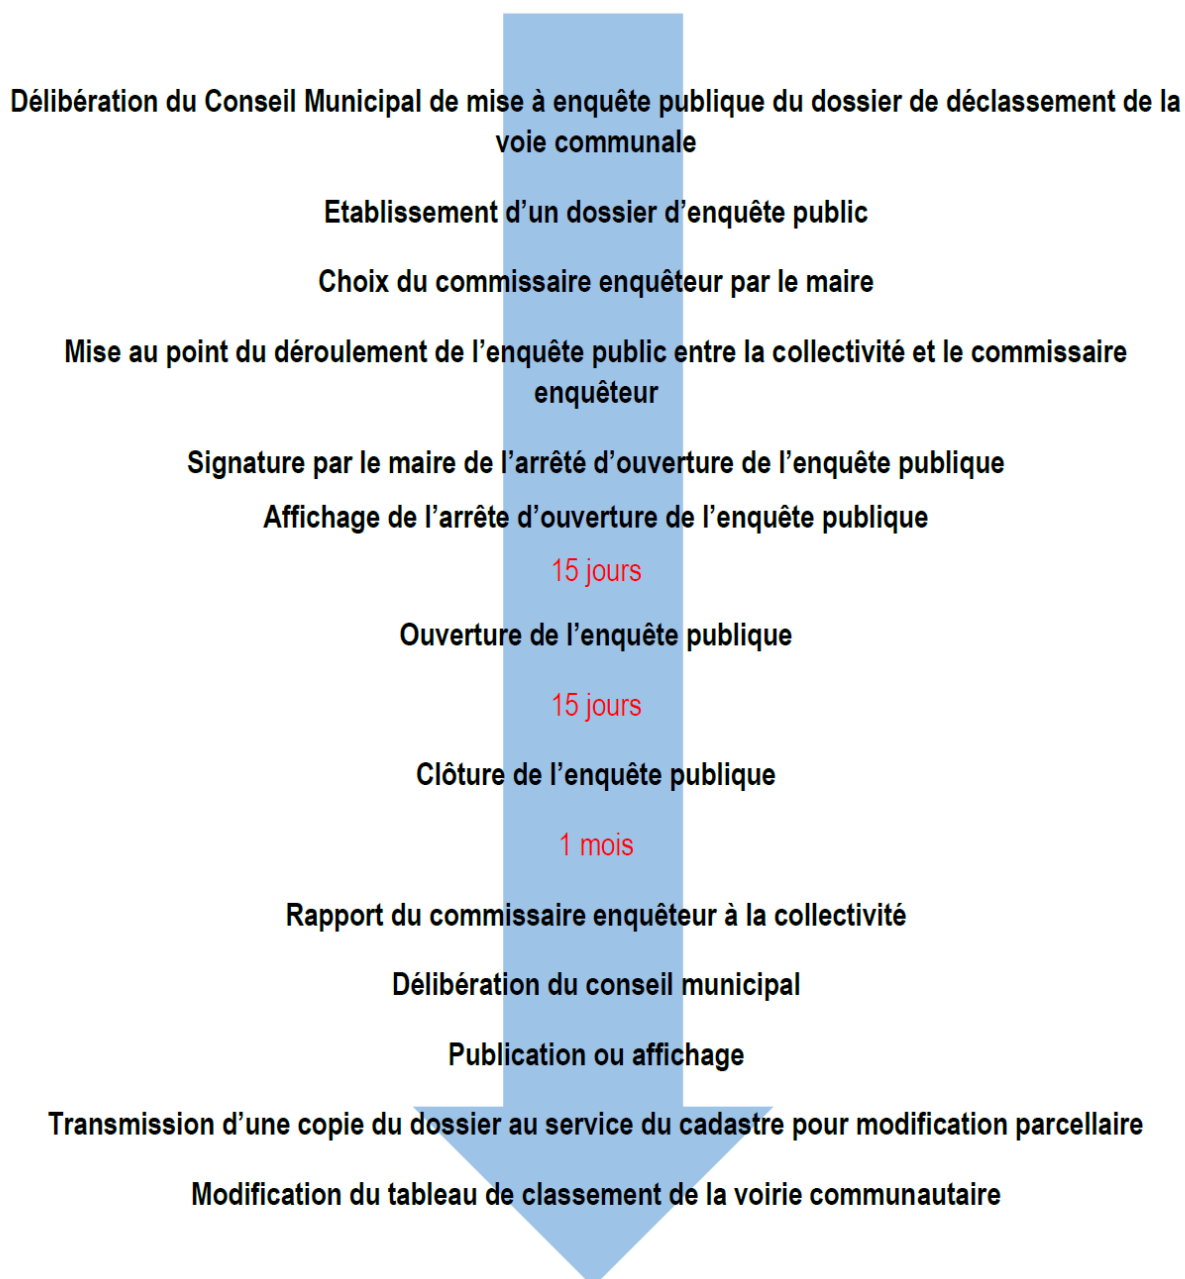 Délibération du Conseil Municipal de mise à enquête publique du dossier de déclassement de la
voie communale
Etablissement d’un dossier d’enquête public
Choix du commissaire enquêteur par le maire
Mise au point du déroulement de l’enquête public entre la collectivité et le commissaire
enquêteur
Signature par le maire de l’arrêté d’ouverture de l’enquête publique
Affichage de l’arrête d’ouverture de l’enquête publique
15 jours
Ouverture de l’enquête publique
15 jours
Clôture de l’enquête publique
1 mois
Rapport du commissaire enquêteur à la collectivité
Délibération du conseil municipal
Publication ou affichage
Transmission d’une copie du dossier au service du cadastre pour modification parcellaire
Modification du tableau de classement de la voirie communautaire